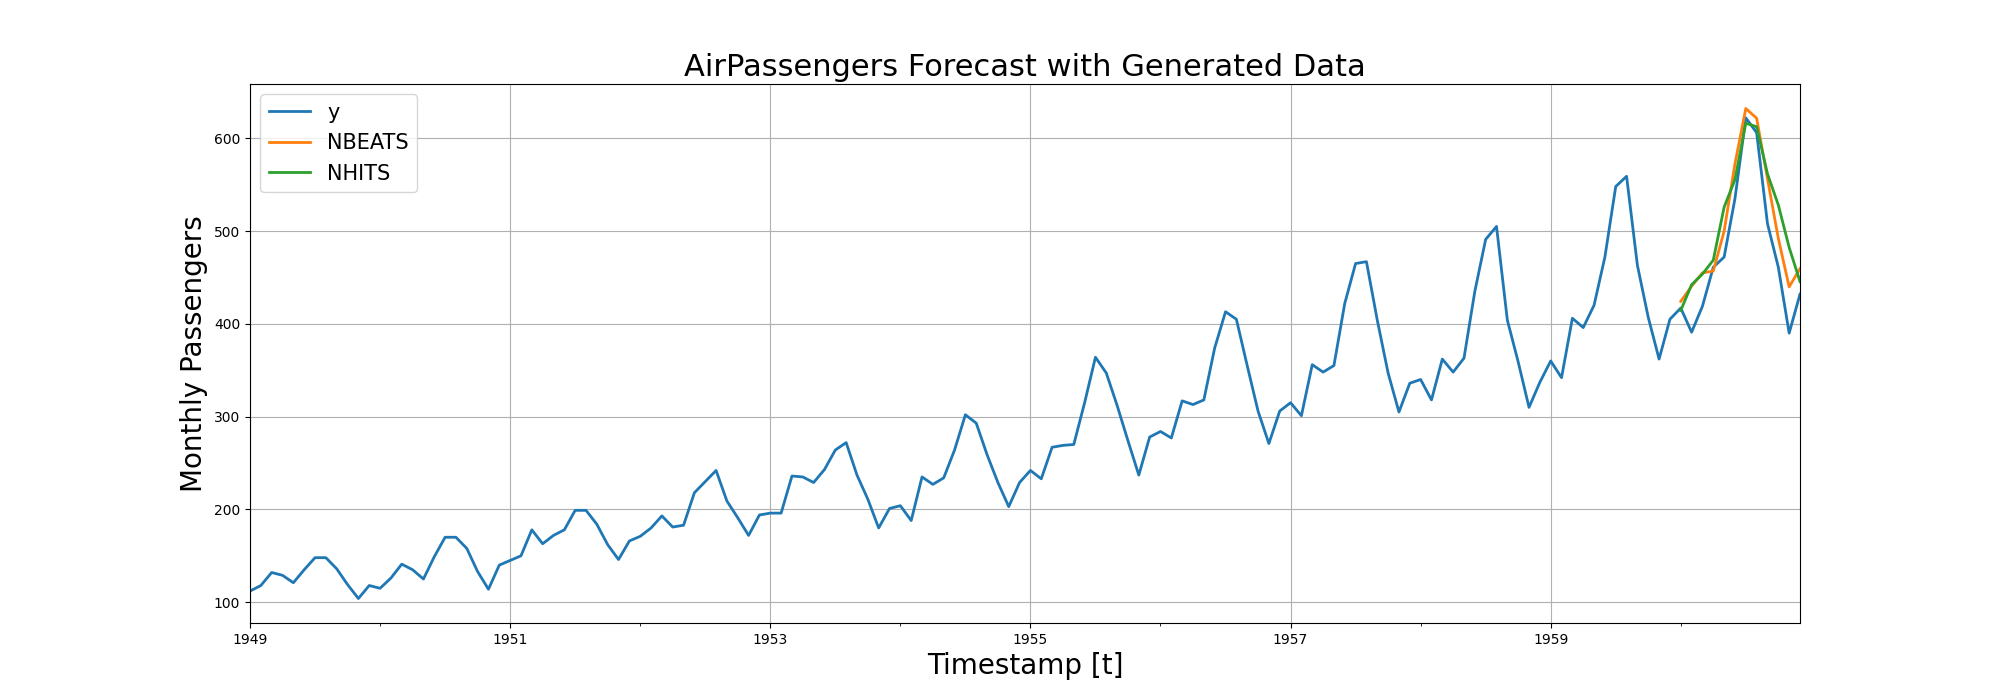 AirPassengers Forecast with Generated Data
y
NBEATS
NHITS
Monthly Passengers
600
500
400
300
200
100
1949 1951 1953 1955 1957 1959
Timestamp [t]